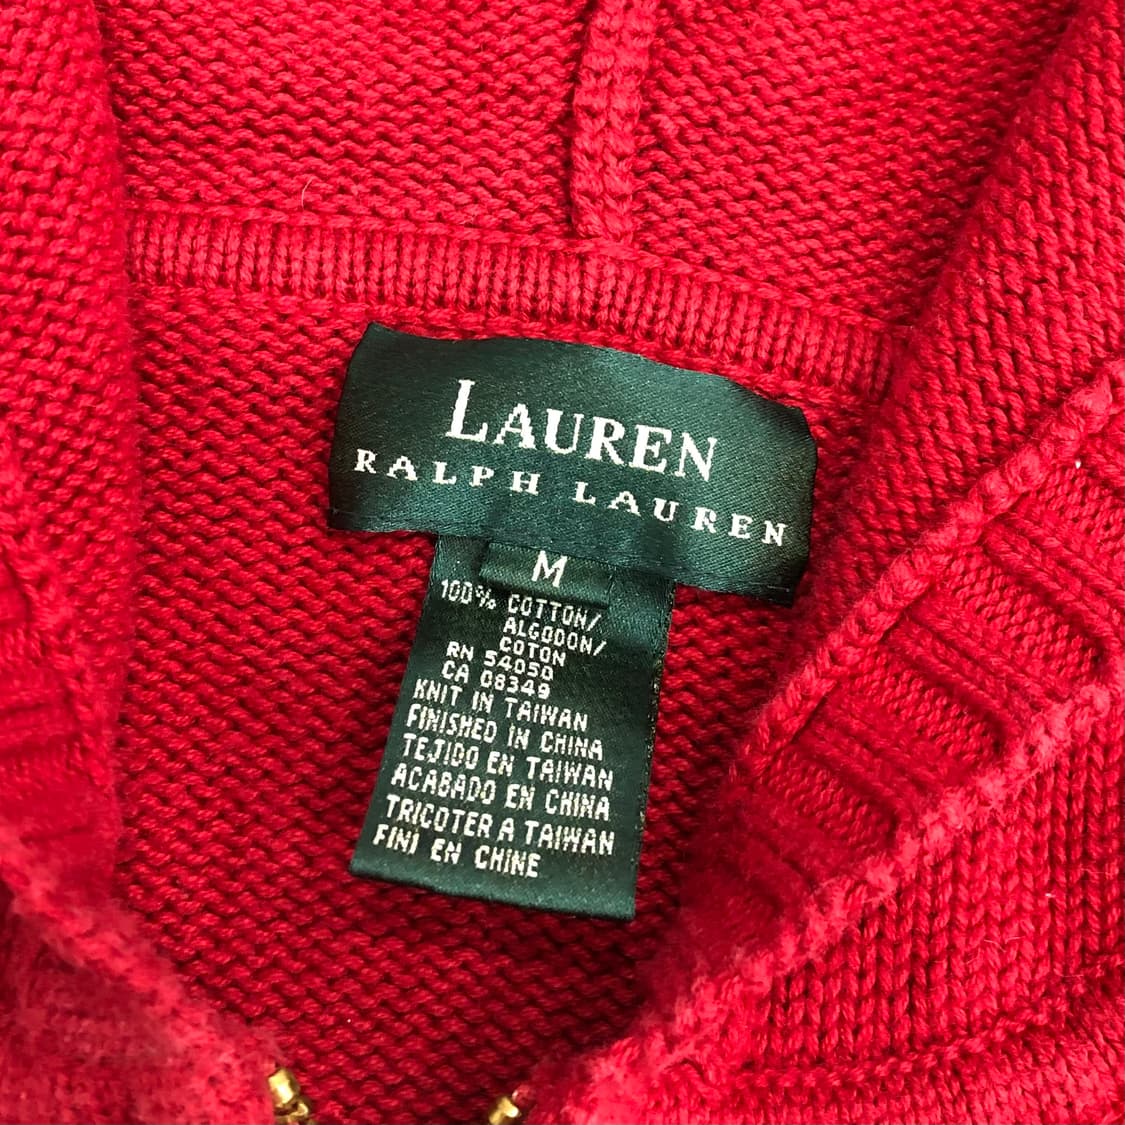 LAUREN
RALPH LAUREN
M
100% COTTON/
ALGODON/
COTON
RN 54050
CA 08349
KNIT IN TAIWAN
FINISHED IN CHINA
TEJIDO EN TAIWAN
ACABADO EN CHINA
TRICOTER A TAIWAN
FINI EN CHINE